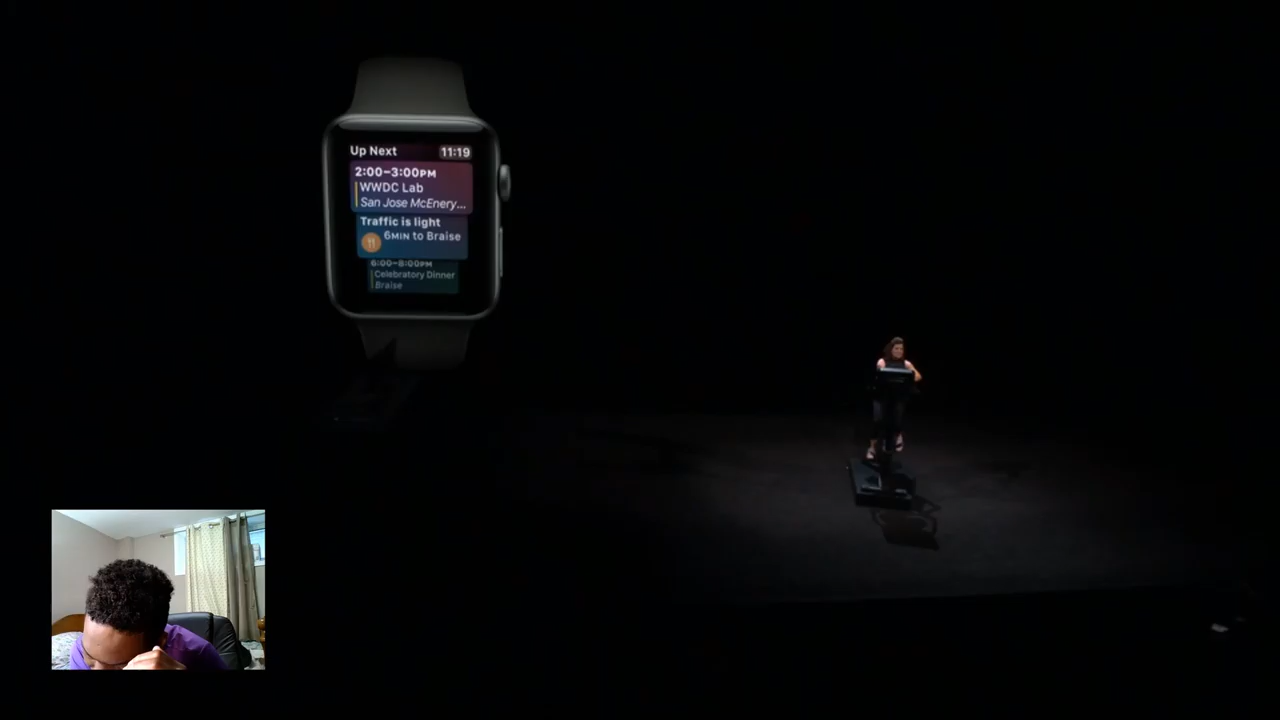 Up Next 11:19
2:00–3:00PM
WWDC Lab
San Jose McEnery...
Traffic is light
6MIN to Braise
6:00–8:00PM
Celebratory Dinner
Braise